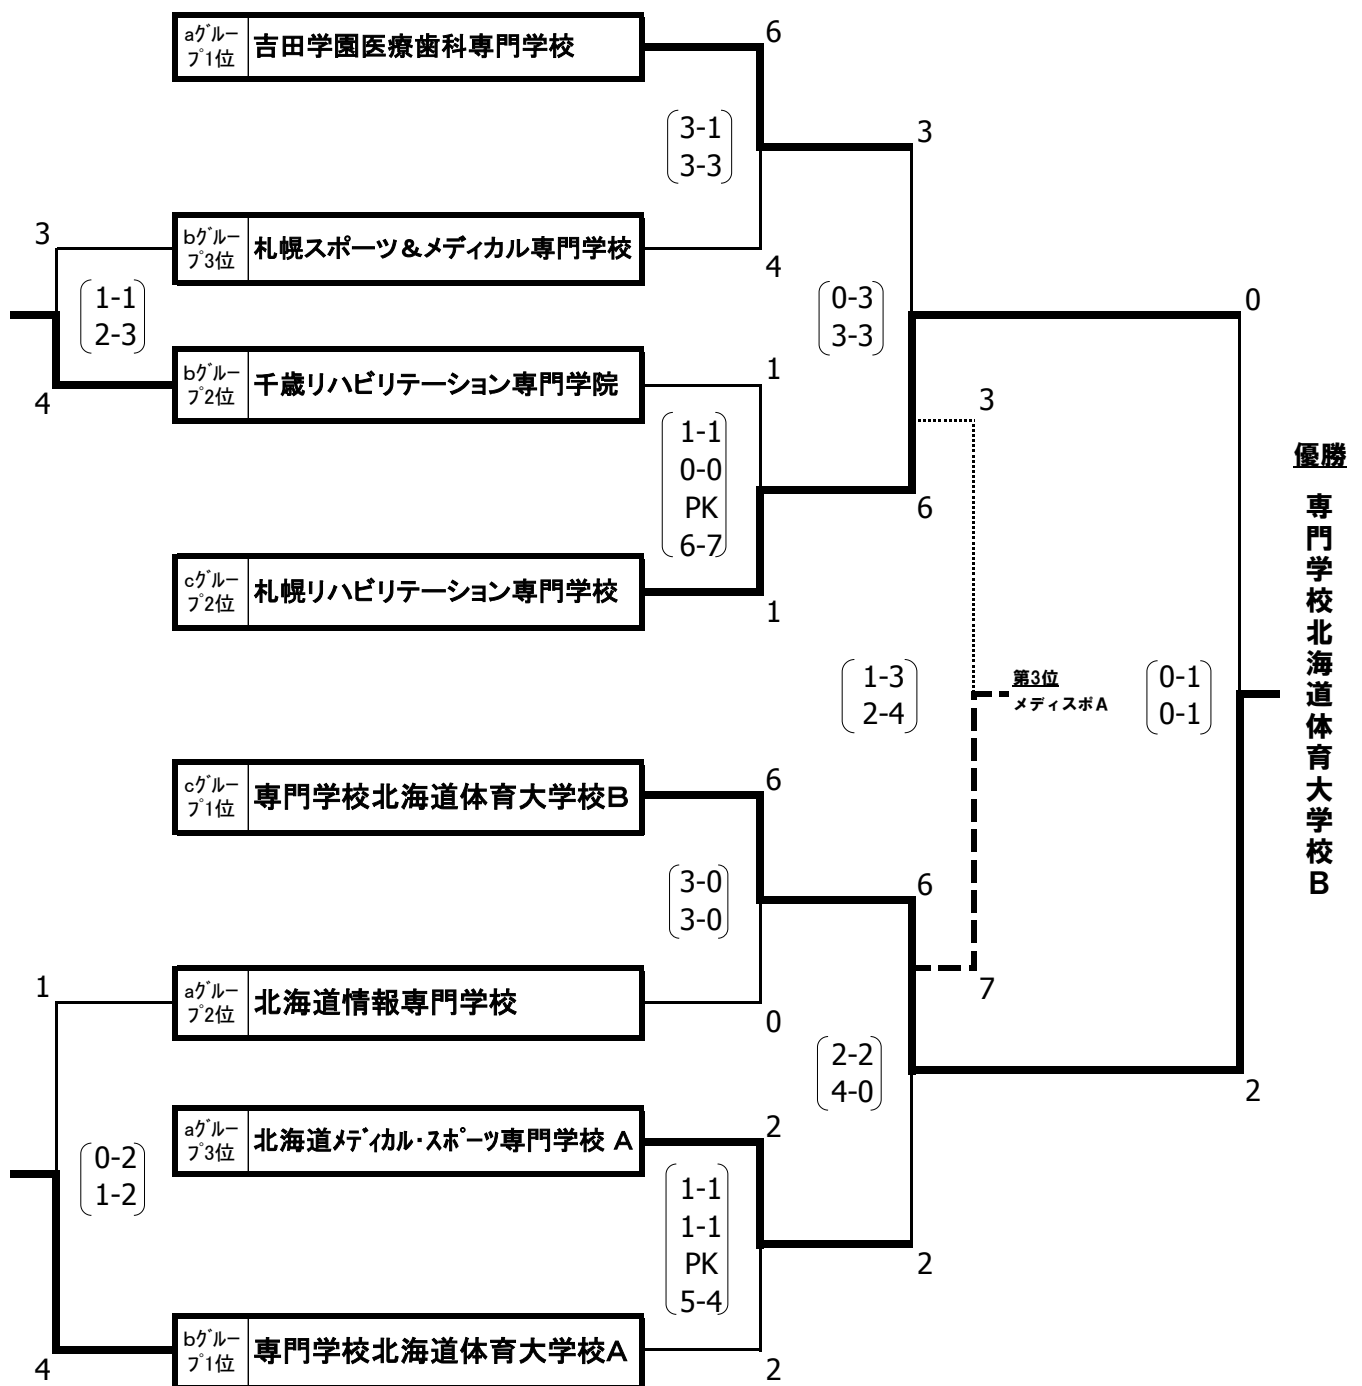 6
aグルー
プ1位
吉田学園医療歯科専門学校
3-1
3-3
3
3
bグルー
プ3位
札幌スポーツ&メディカル専門学校
4
1-1
2-3
0-3
3-3
0
bグルー
プ2位
千歳リハビリテーション専門学院
1
4
3
1-1
0-0
PK
6-7
6
cグルー
プ2位
札幌リハビリテーション専門学校
1
優勝
専門学校北海道体育大学校B
1-3
2-4
第3位
メディスポA
0-1
0-1
cグルー
プ1位
専門学校北海道体育大学校B
6
3-0
3-0
6
1
aグルー
プ2位
北海道情報専門学校
0
7
2-2
4-0
2
aグルー
プ3位
北海道メディカル・スポーツ専門学校 A
2
0-2
1-2
1-1
1-1
PK
5-4
2
bグルー
プ1位
専門学校北海道体育大学校A
4
2